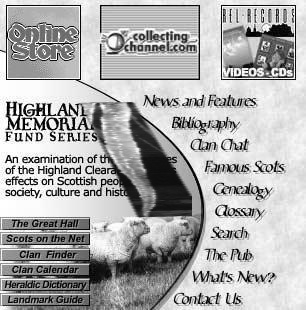 Online
Store
collecting
channel.com
REL-RECORDS
VIDEOS - CDs
HIGHLAND
MEMORIAL
FUND SERIES
An examination of the
of the Highland
effects on Scottish
society, culture and
The Great Hall
Scots on the Net
Clan Finder
Clan Calendar
Heraldic Dictionary
Landmark Guide
News and Features
Bibliography
Clan Chat
Famous Scots
Genealogy
Glossary
Search
The Pub
What's New?
Contact Us